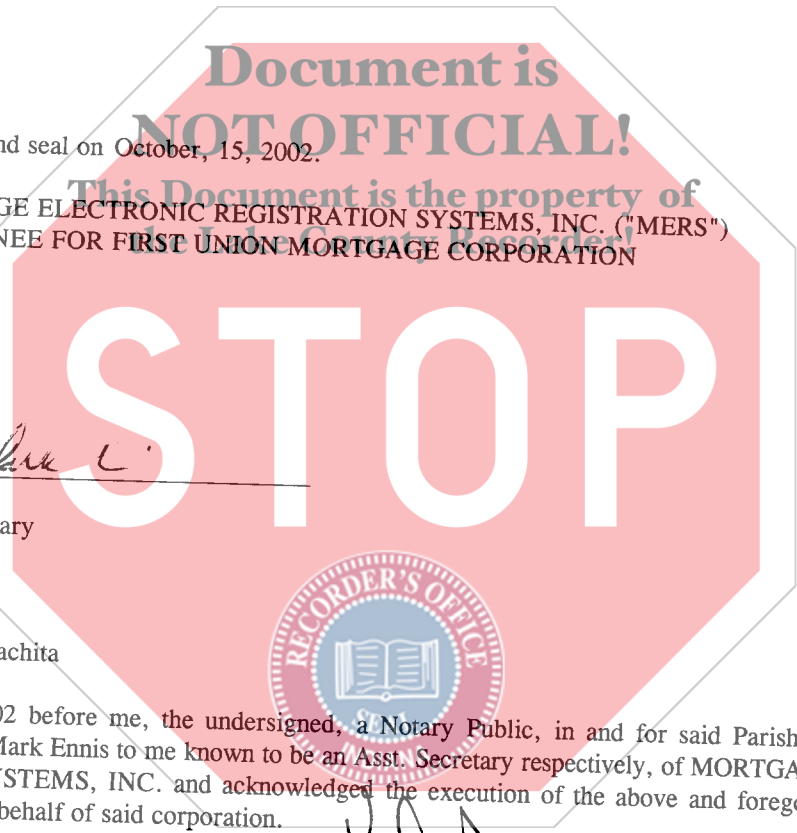 Document is
NOT OFFICIAL!
nd seal on October, 15, 2002.
This Document is the property of
the Lake County Recorder!
GE ELECTRONIC REGISTRATION SYSTEMS, INC. ("MERS")
NEE FOR FIRST UNION MORTGAGE CORPORATION
STOP
ary
RECORDER'S OFFICE
SEAL
achita
02 before me, the undersigned, a Notary Public, in and for said Parish
Mark Ennis to me known to be an Asst. Secretary respectively, of MORTGA
YSTEMS, INC. and acknowledged the execution of the above and forego
behalf of said corporation.